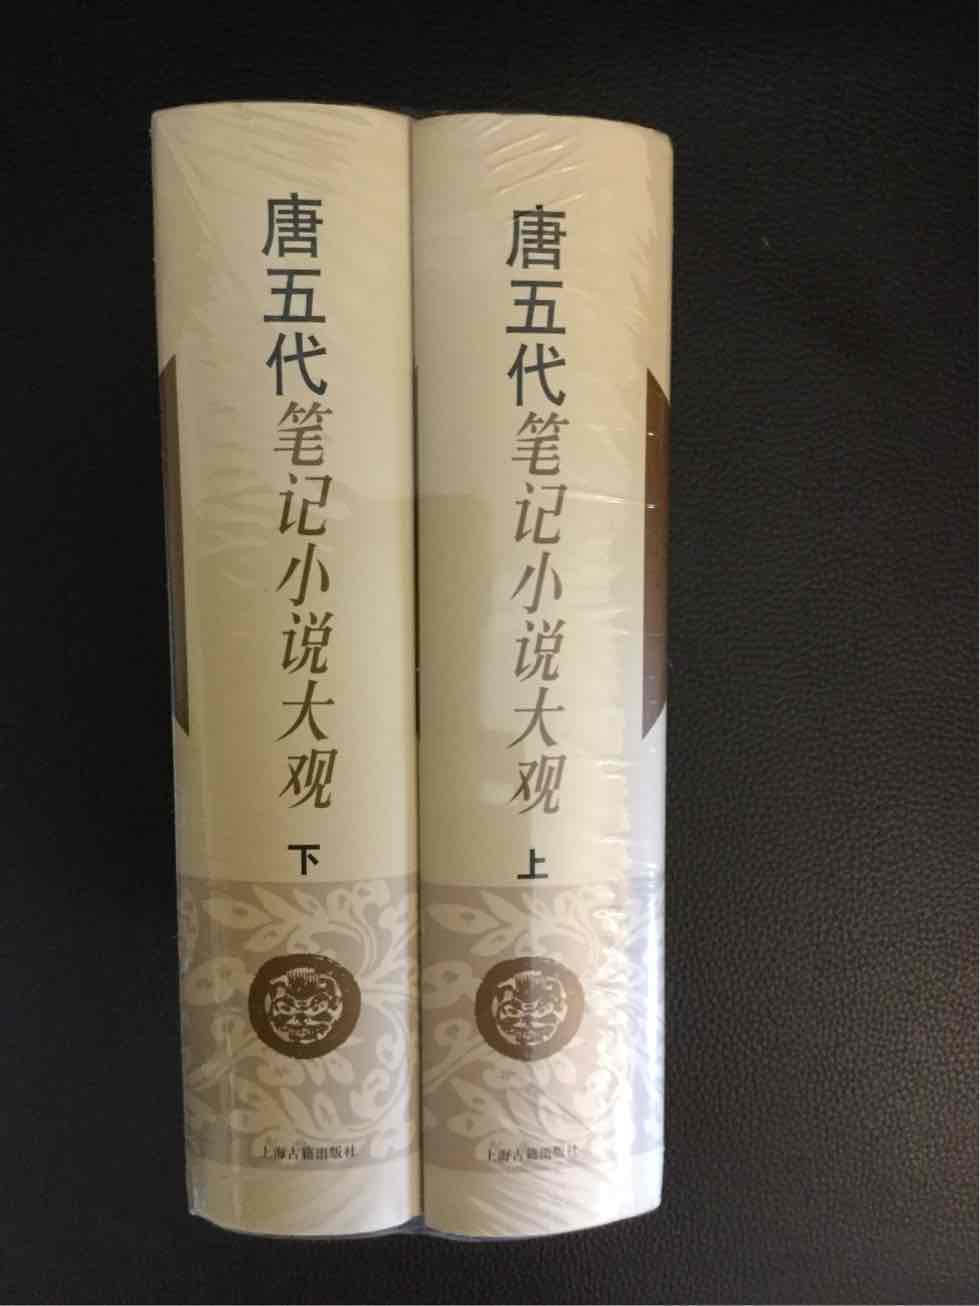 唐五代笔记小说大观
下
上海古籍出版社
唐五代笔记小说大观
上
上海古籍出版社